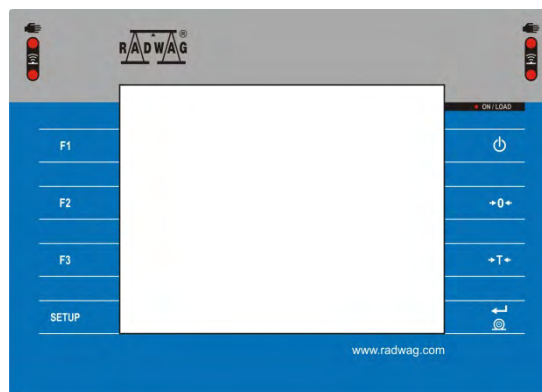 RADWAG®
ON / LOAD
F1
F2
→0←
F3
→T←
SETUP
www.radwag.com